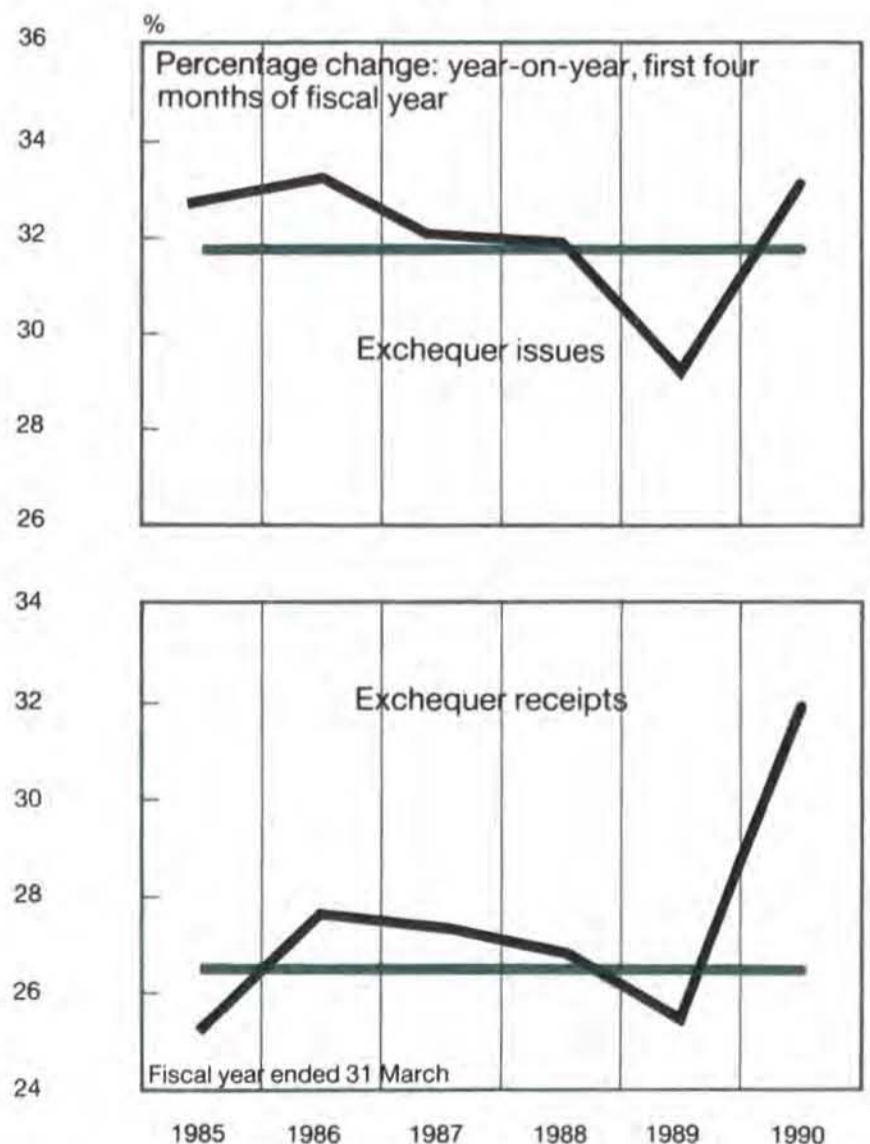 %
36
34
32
30
28
26
Percentage change: year-on-year, first four
months of fiscal year
Exchequer issues
34
32
30
28
26
24
Exchequer receipts
Fiscal year ended 31 March
1985 1986 1987 1988 1989 1990